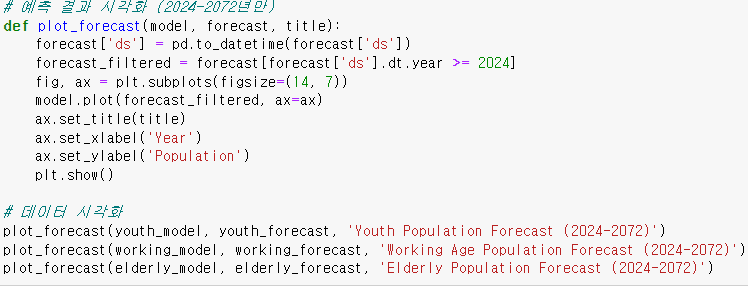 # 예측 결과 시각화 (2024-2072년만)
def plot_forecast(model, forecast, title):
    forecast['ds'] = pd.to_datetime(forecast['ds'])
    forecast_filtered = forecast[forecast['ds'].dt.year >= 2024]
    fig, ax = plt.subplots(figsize=(14, 7))
    model.plot(forecast_filtered, ax=ax)
    ax.set_title(title)
    ax.set_xlabel('Year')
    ax.set_ylabel('Population')
    plt.show()
# 데이터 시각화
plot_forecast(youth_model, youth_forecast, 'Youth Population Forecast (2024-2072)')
plot_forecast(working_model, working_forecast, 'Working Age Population Forecast (2024-2072)')
plot_forecast(elderly_model, elderly_forecast, 'Elderly Population Forecast (2024-2072)')